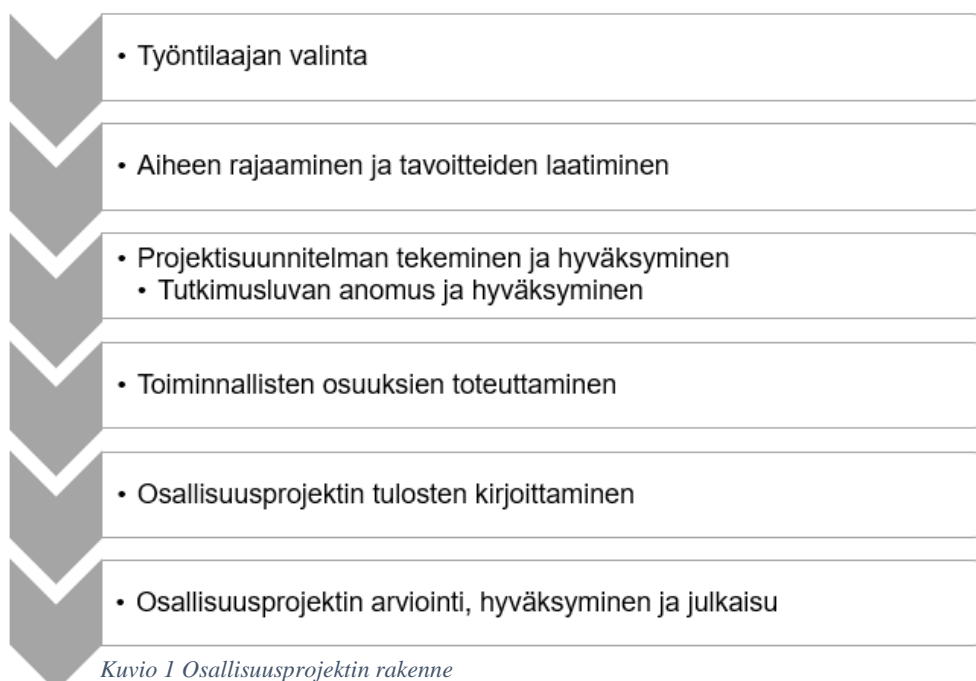 • Työntilaajan valinta
• Aiheen rajaaminen ja tavoitteiden laatiminen
• Projektisuunnitelman tekeminen ja hyväksyminen
• Tutkimusluvan anomus ja hyväksyminen
• Toiminnallisten osuuksien toteuttaminen
• Osallisuusprojektin tulosten kirjoittaminen
• Osallisuusprojektin arviointi, hyväksyminen ja julkaisu
Kuvio 1 Osallisuusprojektin rakenne